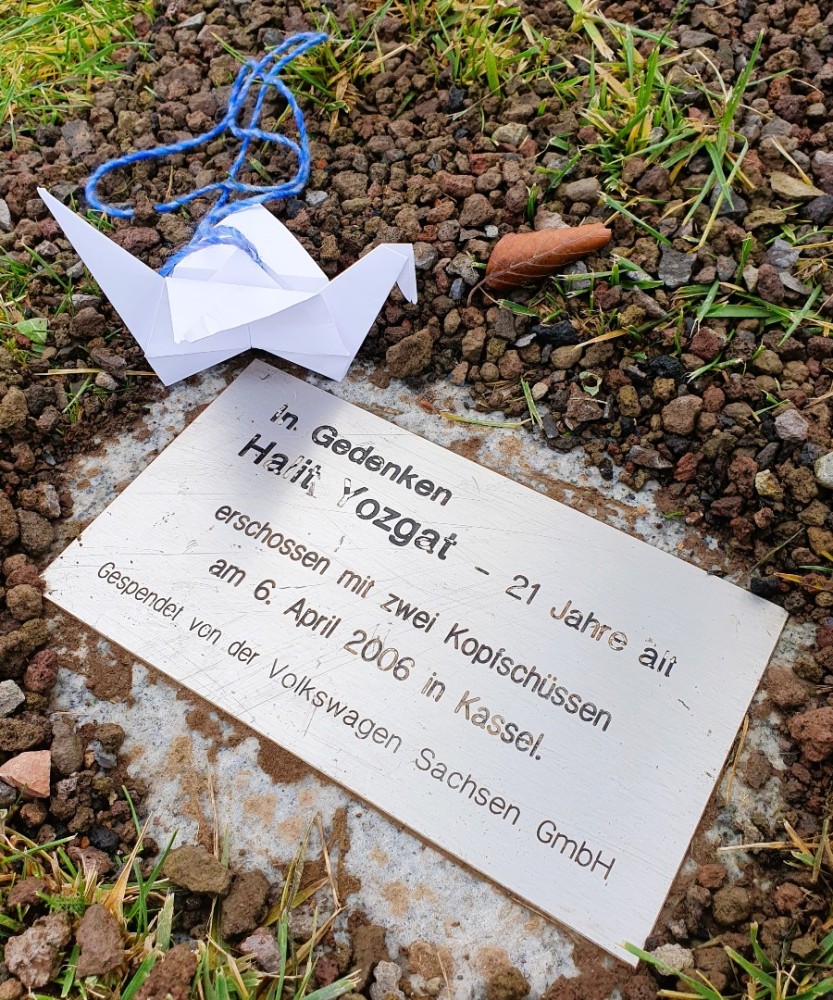 In Gedenken
Halit Yozgat - 21 Jahre alt
erschossen mit zwei Kopfschüssen
am 6. April 2006 in Kassel.
Gespendet von der Volkswagen Sachsen GmbH